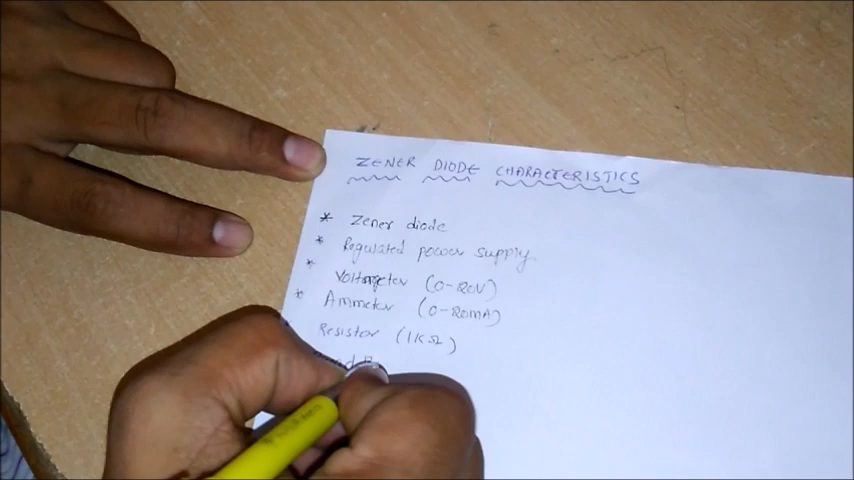 ZENER DIODE CHARACTERISTICS
* Zener diode
* Regulated power supply
* Voltmeter (0-20V)
* Ammeter (0-20mA)
Resistor (1KΩ)